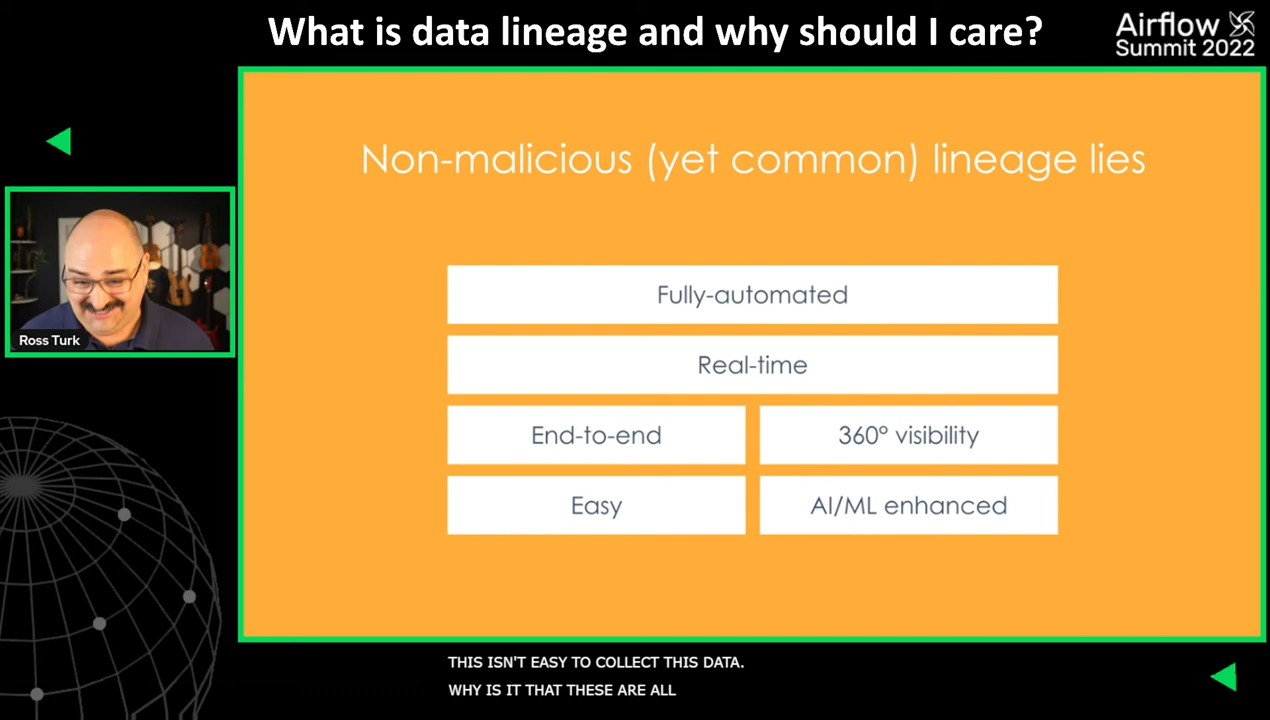 What is data lineage and why should I care?
Airflow
Summit 2022
Non-malicious (yet common) lineage lies
Fully-automated
Real-time
End-to-end
360° visibility
Easy
AI/ML enhanced
Ross Turk
THIS ISN'T EASY TO COLLECT THIS DATA.
WHY IS IT THAT THESE ARE ALL